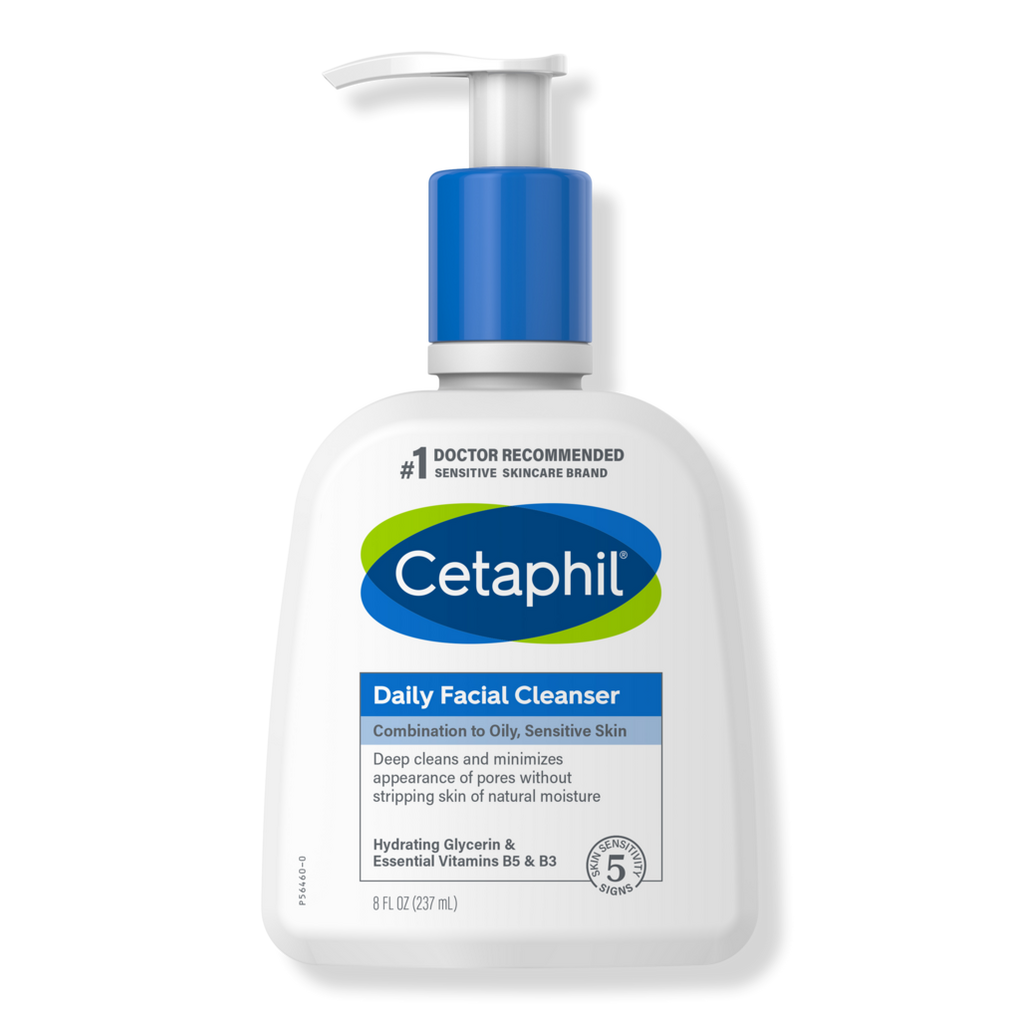 #1 DOCTOR RECOMMENDED
SENSITIVE SKINCARE BRAND
Cetaphil®
Daily Facial Cleanser
Combination to Oily, Sensitive Skin
Deep cleans and minimizes
appearance of pores without
stripping skin of natural moisture
Hydrating Glycerin &
Essential Vitamins B5 & B3
SKIN SENSITIVITY
5
SIGNS
8 FL OZ (237 mL)
P56460-0